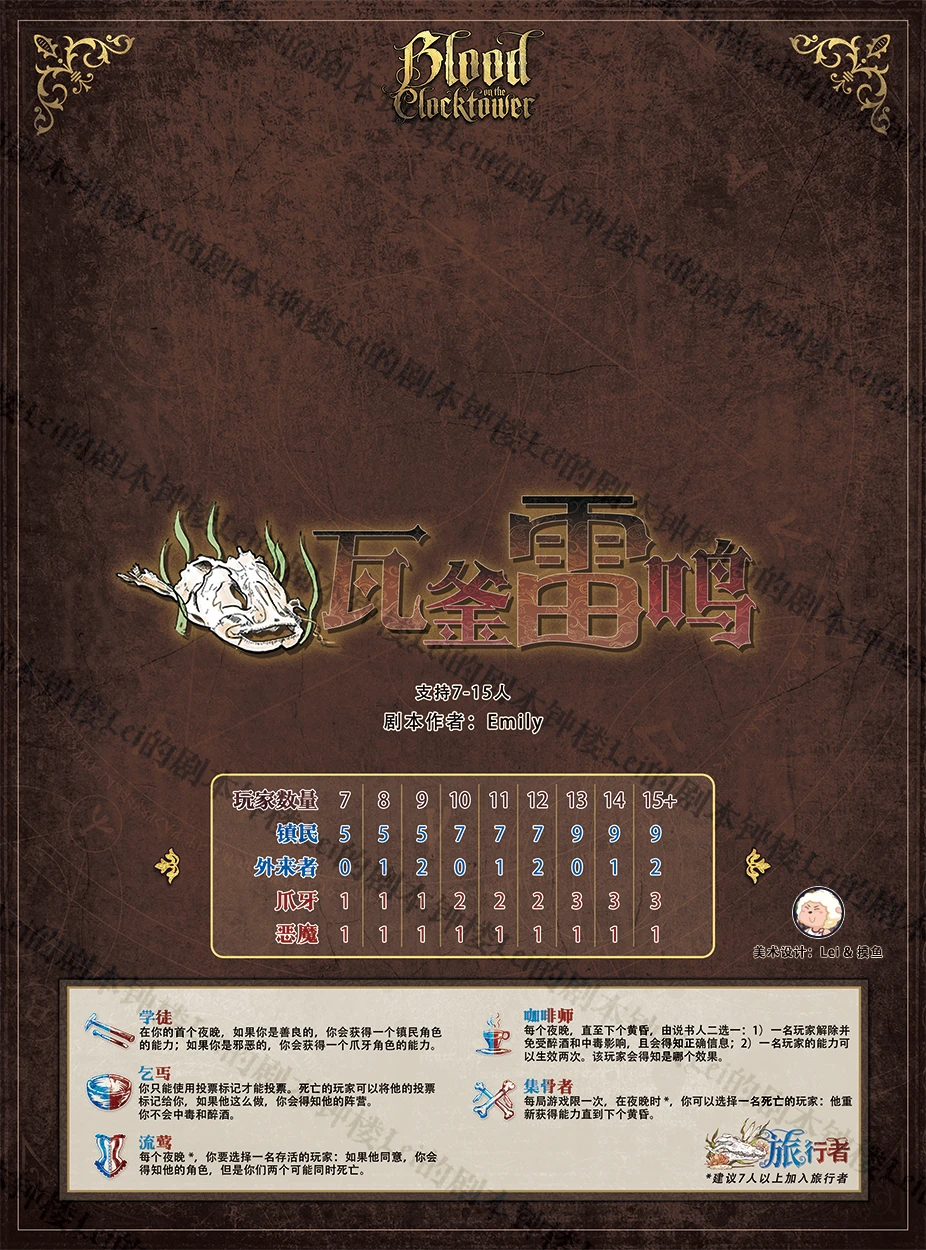 Blood
on the
Clocktower
瓦釜雷鸣
支持7-15人
剧本作者：Emily
玩家数量 7 8 9 10 11 12 13 14 15+
镇民 5 5 5 7 7 7 9 9 9
外来者 0 1 2 0 1 2 0 1 2
爪牙 1 1 1 2 2 2 3 3 3
恶魔 1 1 1 1 1 1 1 1 1
美术设计：Lei & 摸鱼
学徒
在你的首个夜晚，如果你是善良的，你会获得一个镇民角色
的能力；如果你是邪恶的，你会获得一个爪牙角色的能力。
乞丐
你只能使用投票标记才能投票。死亡的玩家可以将他的投票
标记给你，如果他这么做，你会得知他的阵营。
你不会中毒和醉酒。
流莺
每个夜晚*，你要选择一名存活的玩家：如果他同意，你会
得知他的角色，但是你们两个可能同时死亡。
咖啡师
每个夜晚，直至下个黄昏，由说书人二选一：1）一名玩家解除并
免受醉酒和中毒影响，且会得知正确信息；2）一名玩家的能力可
以生效两次。该玩家会得知是哪个效果。
集骨者
每局游戏限一次，在夜晚时*，你可以选择一名死亡的玩家：他重
新获得能力直到下个黄昏。
旅行者
*建议7人以上加入旅行者
钟楼Lei的剧本